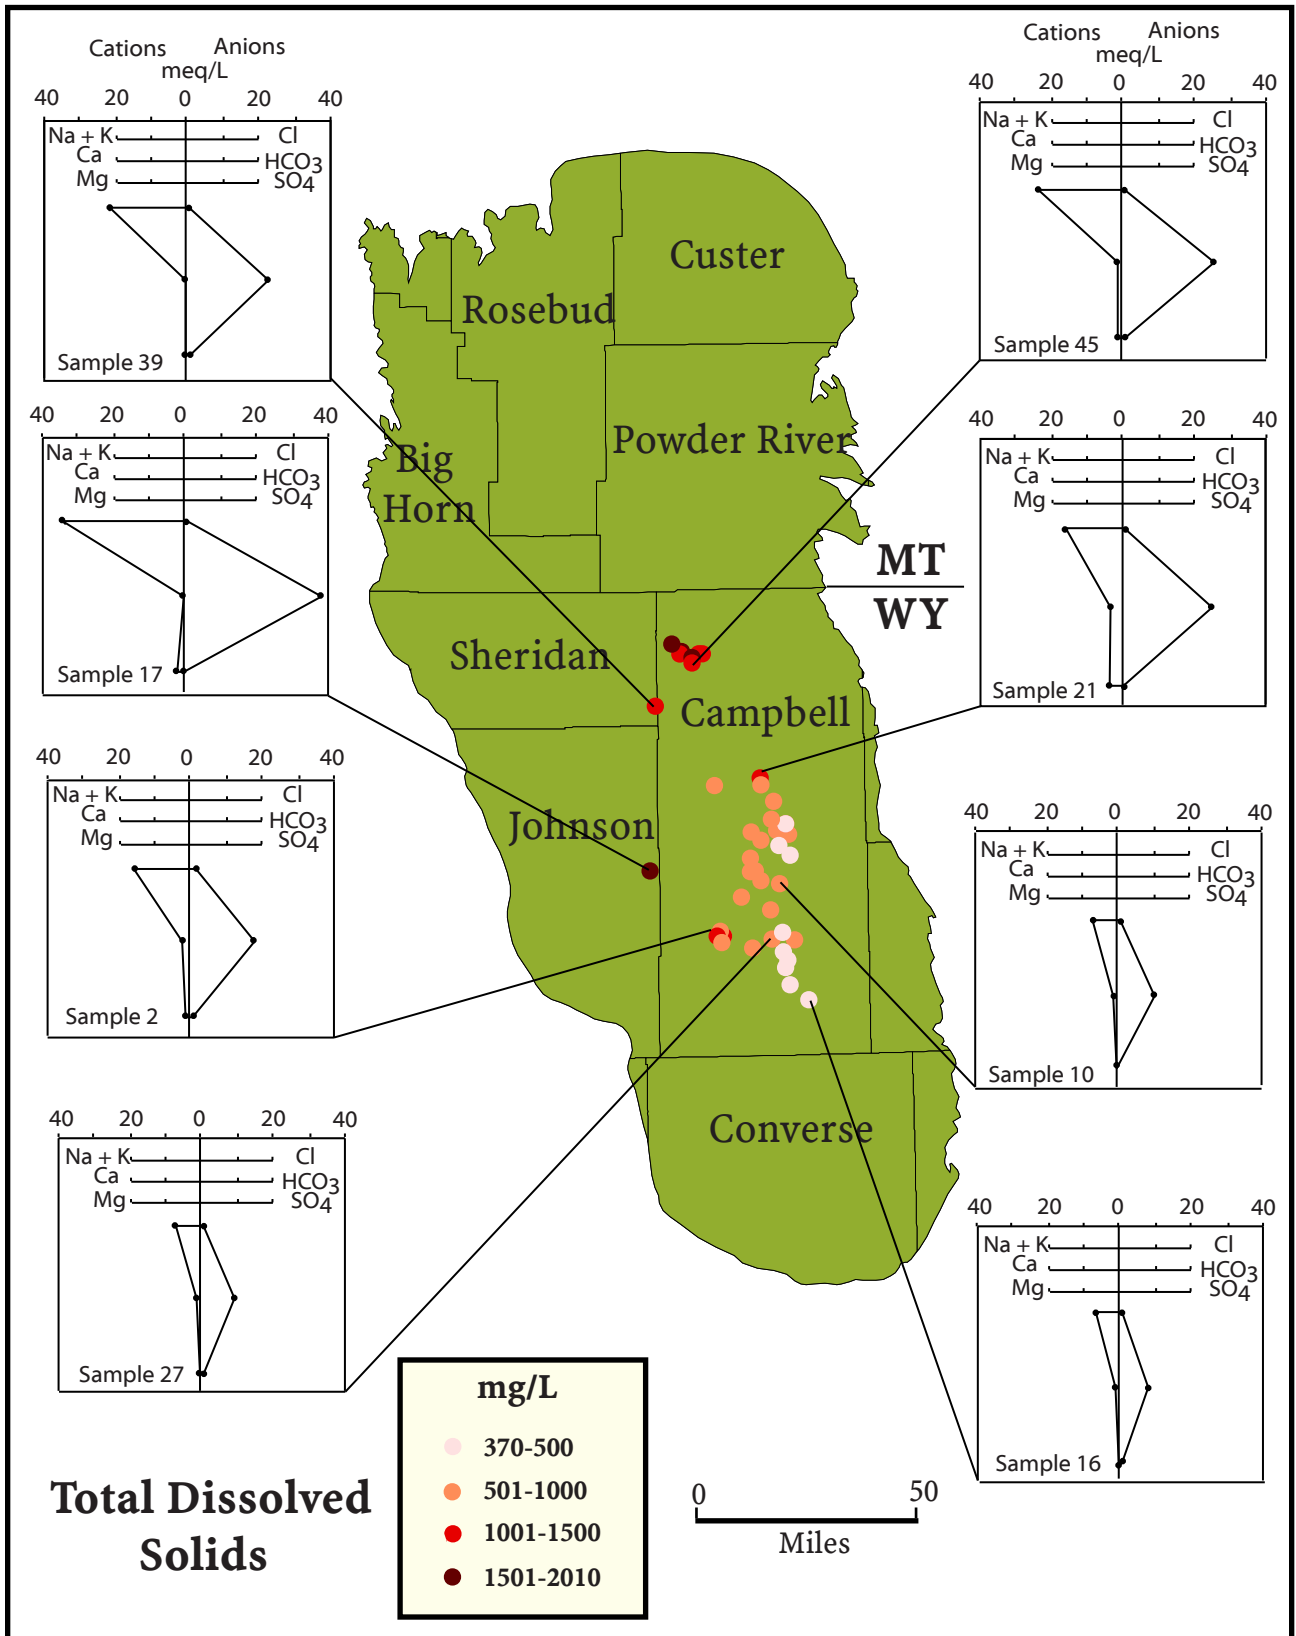 Cations Anions
meq/L
40 20 0 20 40
Na + K Cl
Ca HCO3
Mg SO4
Sample 39
40 20 0 20 40
Na + K Cl
Ca HCO3
Mg SO4
Sample 17
40 20 0 20 40
Na + K Cl
Ca HCO3
Mg SO4
Sample 2
40 20 0 20 40
Na + K Cl
Ca HCO3
Mg SO4
Sample 27
Custer
Rosebud
Powder River
Big
Horn
MT
WY
Sheridan
Campbell
Johnson
Converse
Cations Anions
meq/L
40 20 0 20 40
Na + K Cl
Ca HCO3
Mg SO4
Sample 45
40 20 0 20 40
Na + K Cl
Ca HCO3
Mg SO4
Sample 21
40 20 0 20 40
Na + K Cl
Ca HCO3
Mg SO4
Sample 10
40 20 0 20 40
Na + K Cl
Ca HCO3
Mg SO4
Sample 16
Total Dissolved
Solids
mg/L
370-500
501-1000
1001-1500
1501-2010
0 50
Miles